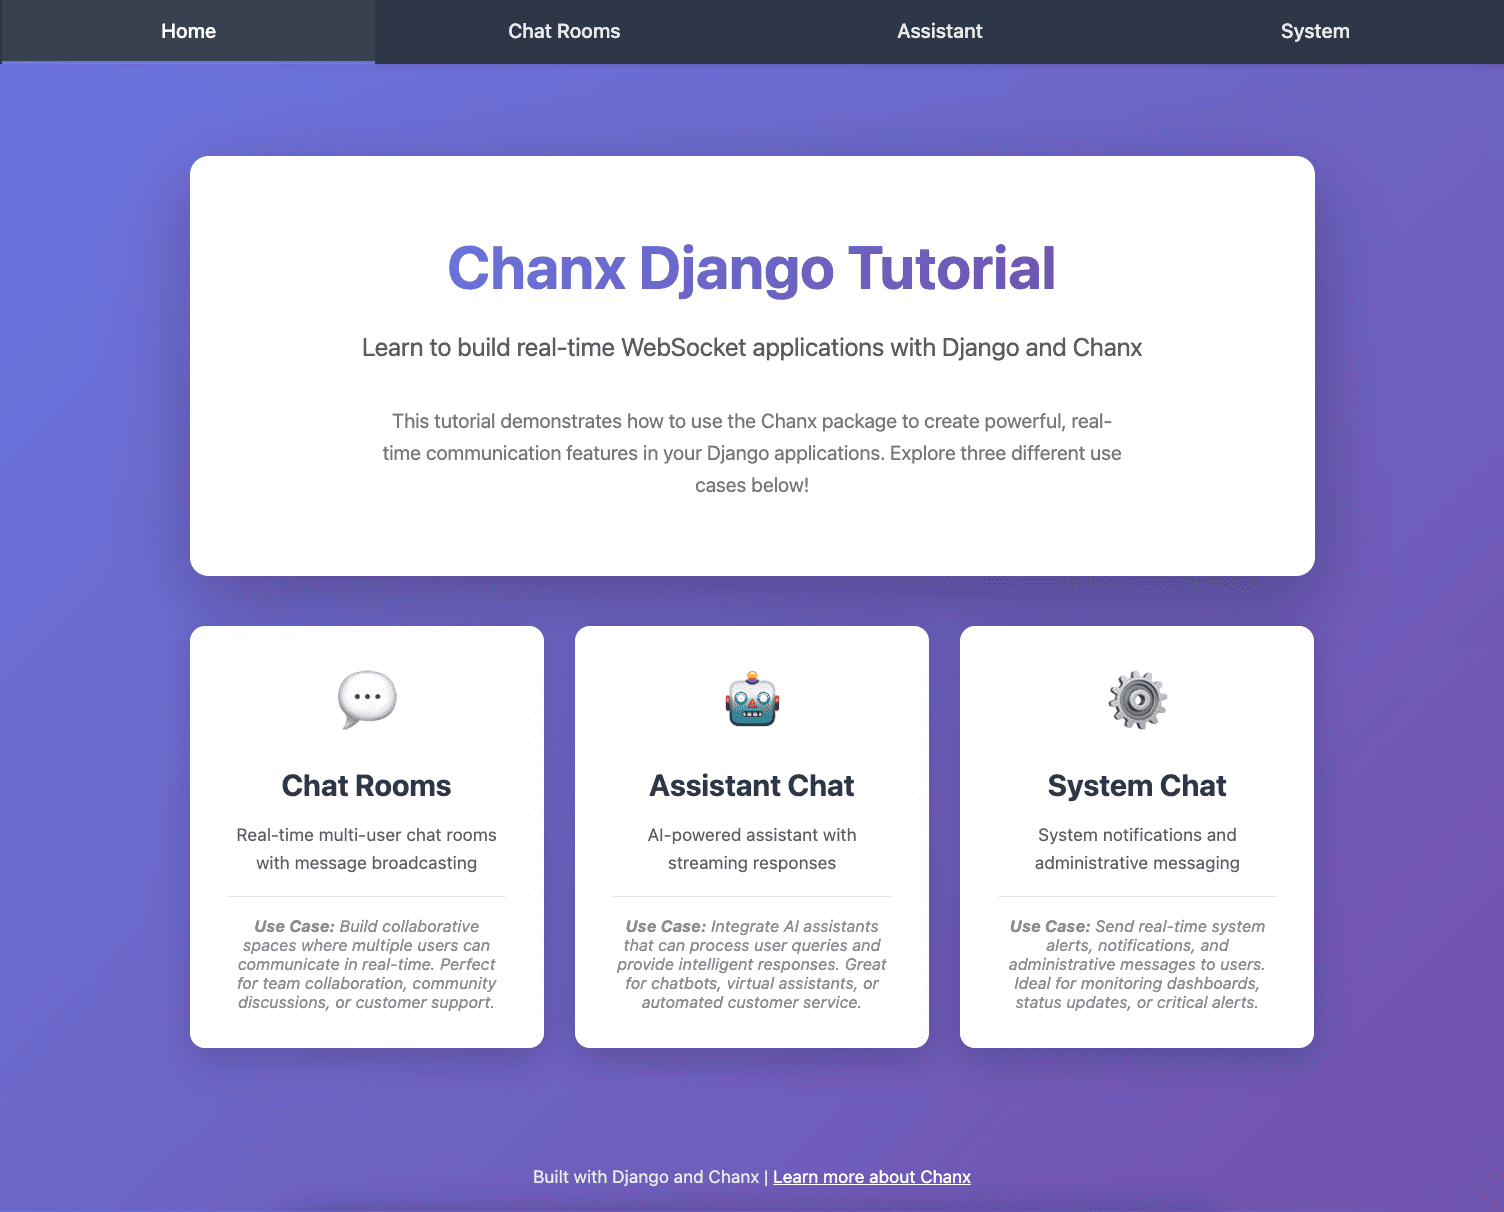 Home
Chat Rooms
Assistant
System
Chanx Django Tutorial
Learn to build real-time WebSocket applications with Django and Chanx
This tutorial demonstrates how to use the Chanx package to create powerful, real-
time communication features in your Django applications. Explore three different use
cases below!
Chat Rooms
Real-time multi-user chat rooms
with message broadcasting
Use Case: Build collaborative
spaces where multiple users can
communicate in real-time. Perfect
for team collaboration, community
discussions, or customer support.
Assistant Chat
AI-powered assistant with
streaming responses
Use Case: Integrate AI assistants
that can process user queries and
provide intelligent responses. Great
for chatbots, virtual assistants, or
automated customer service.
System Chat
System notifications and
administrative messaging
Use Case: Send real-time system
alerts, notifications, and
administrative messages to users.
Ideal for monitoring dashboards,
status updates, or critical alerts.
Built with Django and Chanx | Learn more about Chanx